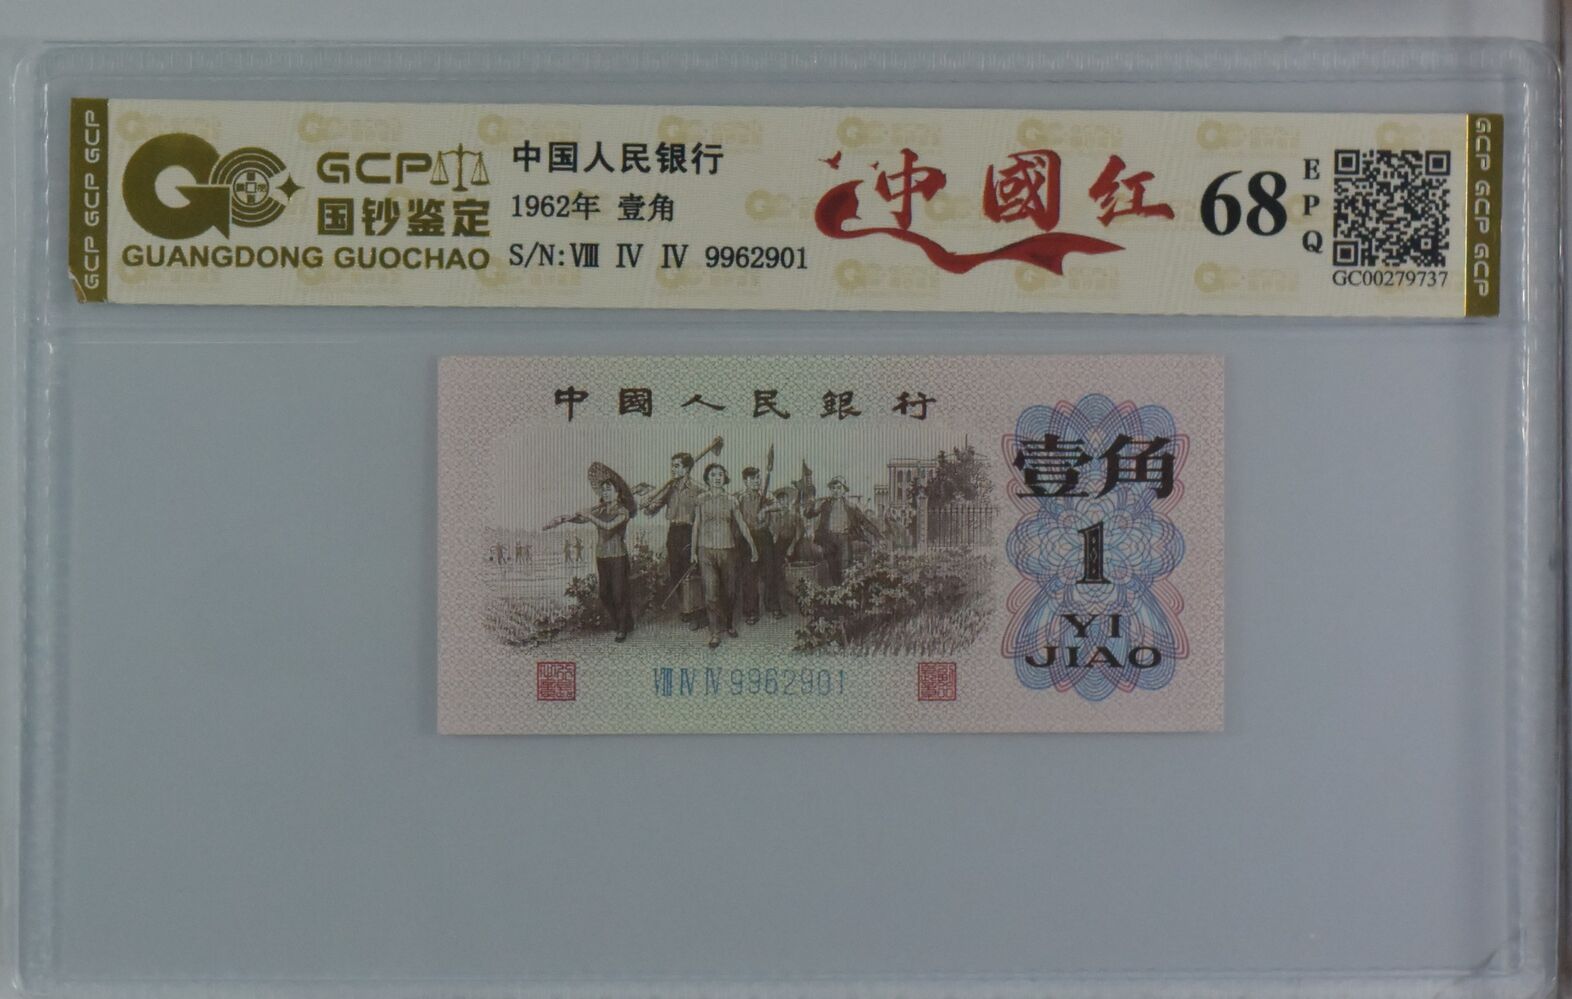 GCP GCP GCP
GCP
国钞鉴定
GUANGDONG GUOCHAO
中国人民银行
1962年 壹角
S/N:Ⅷ Ⅳ Ⅳ 9962901
中國红
68
EPQ
GC00279737
GCP GCP GCP
中國人民銀行
壹角
1
YI
JIAO
Ⅷ Ⅳ Ⅳ 9962901